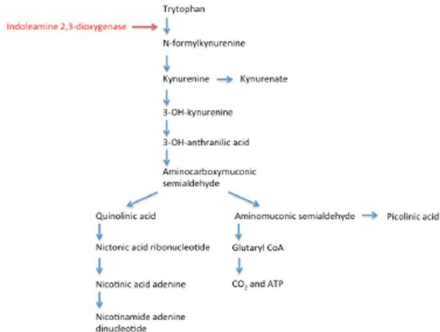 Trytophan
Indoleamine 2,3-dioxygenase
N-formylkynurenine
Kynurenine
Kynurenate
3-OH-kynurenine
3-OH-anthranilic acid
Aminocarboxymuconic
semialdehyde
Quinolinic acid
Aminomuconic semialdehyde
Picolinic acid
Nictonic acid ribonucleotide
Glutaryl CoA
Nicotinic acid adenine
CO₂ and ATP
Nicotinamide adenine
dinucleotide